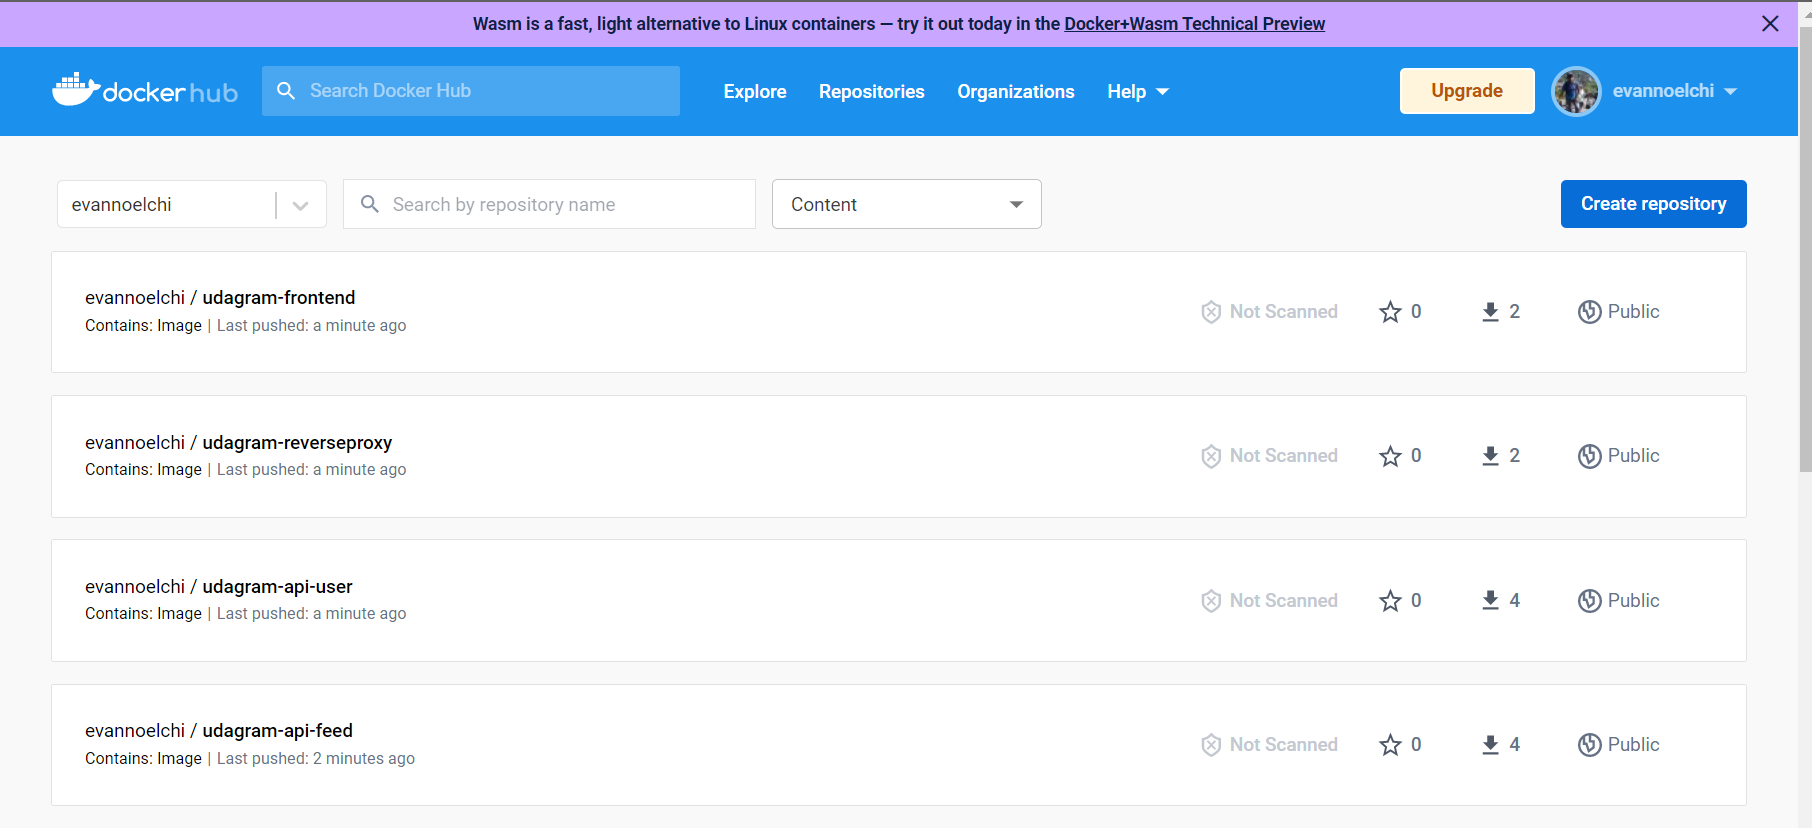 Wasm is a fast, light alternative to Linux containers — try it out today in the Docker+Wasm Technical Preview
docker hub Search Docker Hub Explore Repositories Organizations Help Upgrade evannoelchi
evannoelchi Search by repository name Content Create repository
evannoelchi / udagram-frontend
Contains: Image | Last pushed: a minute ago
Not Scanned 0 2 Public
evannoelchi / udagram-reverseproxy
Contains: Image | Last pushed: a minute ago
Not Scanned 0 2 Public
evannoelchi / udagram-api-user
Contains: Image | Last pushed: a minute ago
Not Scanned 0 4 Public
evannoelchi / udagram-api-feed
Contains: Image | Last pushed: 2 minutes ago
Not Scanned 0 4 Public